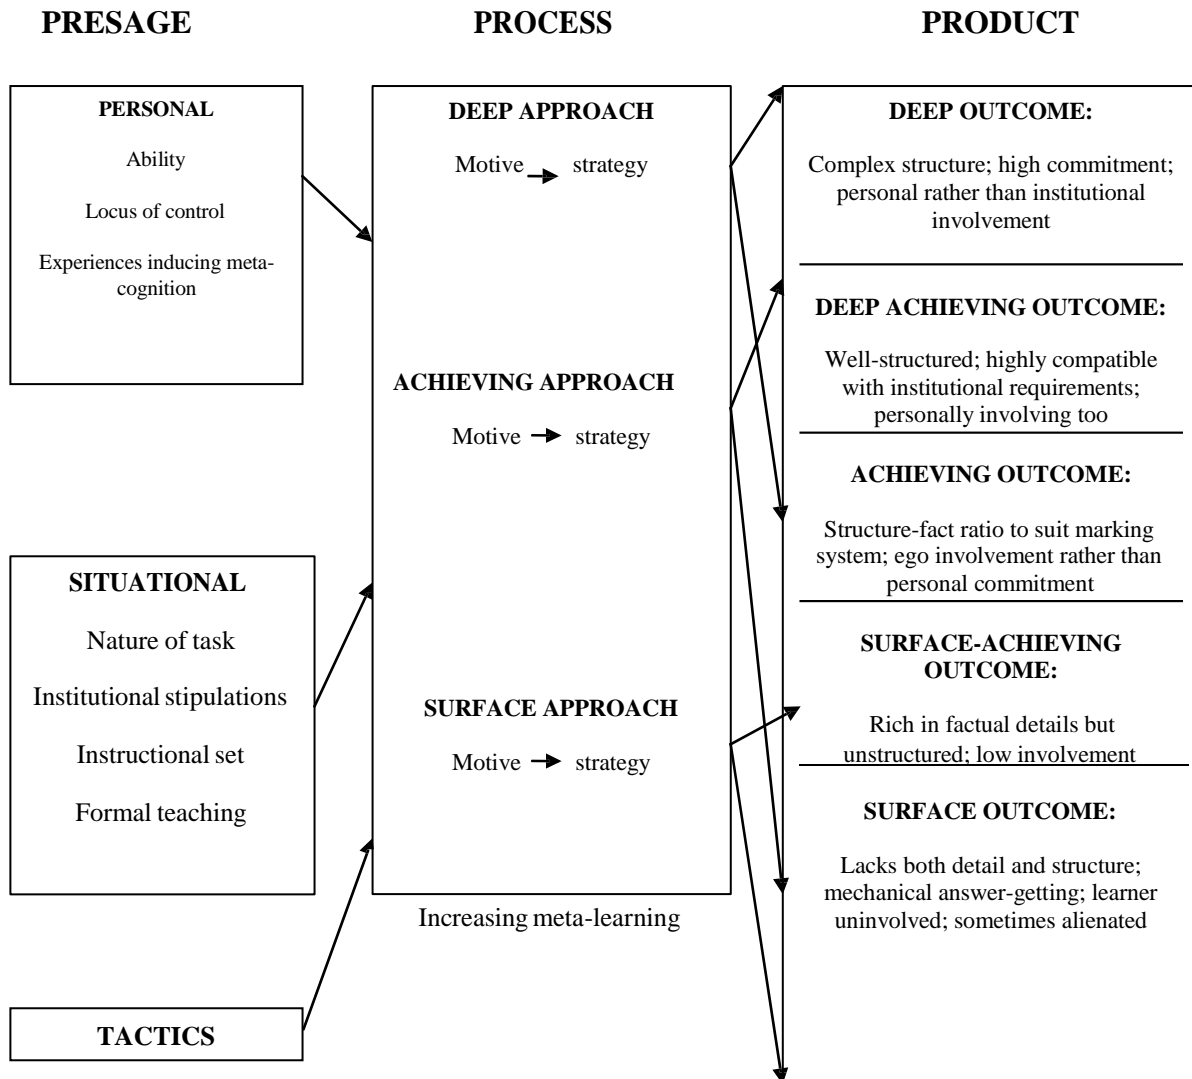 PRESAGE
PROCESS
PRODUCT
PERSONAL
Ability
Locus of control
Experiences inducing meta-
cognition
SITUATIONAL
Nature of task
Institutional stipulations
Instructional set
Formal teaching
TACTICS
DEEP APPROACH
Motive strategy
ACHIEVING APPROACH
Motive strategy
SURFACE APPROACH
Motive strategy
Increasing meta-learning
DEEP OUTCOME:
Complex structure; high commitment;
personal rather than institutional
involvement
DEEP ACHIEVING OUTCOME:
Well-structured; highly compatible
with institutional requirements;
personally involving too
ACHIEVING OUTCOME:
Structure-fact ratio to suit marking
system; ego involvement rather than
personal commitment
SURFACE-ACHIEVING
OUTCOME:
Rich in factual details but
unstructured; low involvement
SURFACE OUTCOME:
Lacks both detail and structure;
mechanical answer-getting; learner
uninvolved; sometimes alienated